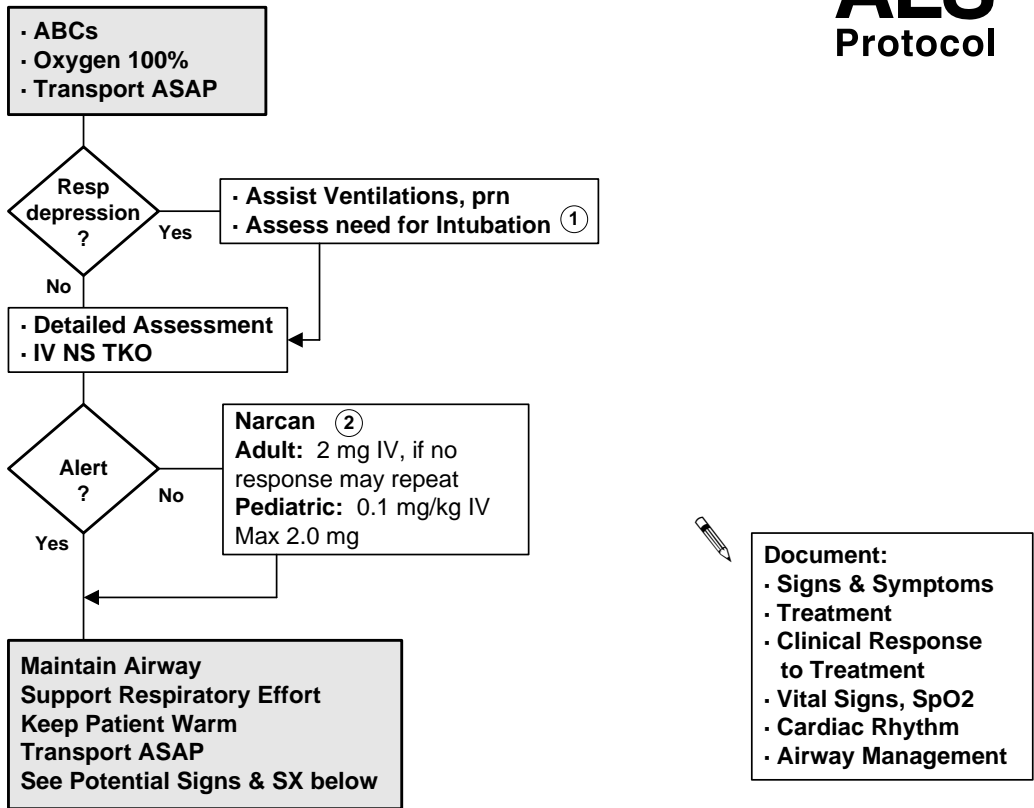 Protocol
· ABCs
· Oxygen 100%
· Transport ASAP
Resp
depression
?
Yes
No
· Assist Ventilations, prn
· Assess need for Intubation 1
· Detailed Assessment
· IV NS TKO
Alert
?
No
Yes
Narcan 2
Adult: 2 mg IV, if no
response may repeat
Pediatric: 0.1 mg/kg IV
Max 2.0 mg
Maintain Airway
Support Respiratory Effort
Keep Patient Warm
Transport ASAP
See Potential Signs & SX below
Document:
· Signs & Symptoms
· Treatment
· Clinical Response
to Treatment
· Vital Signs, SpO2
· Cardiac Rhythm
· Airway Management